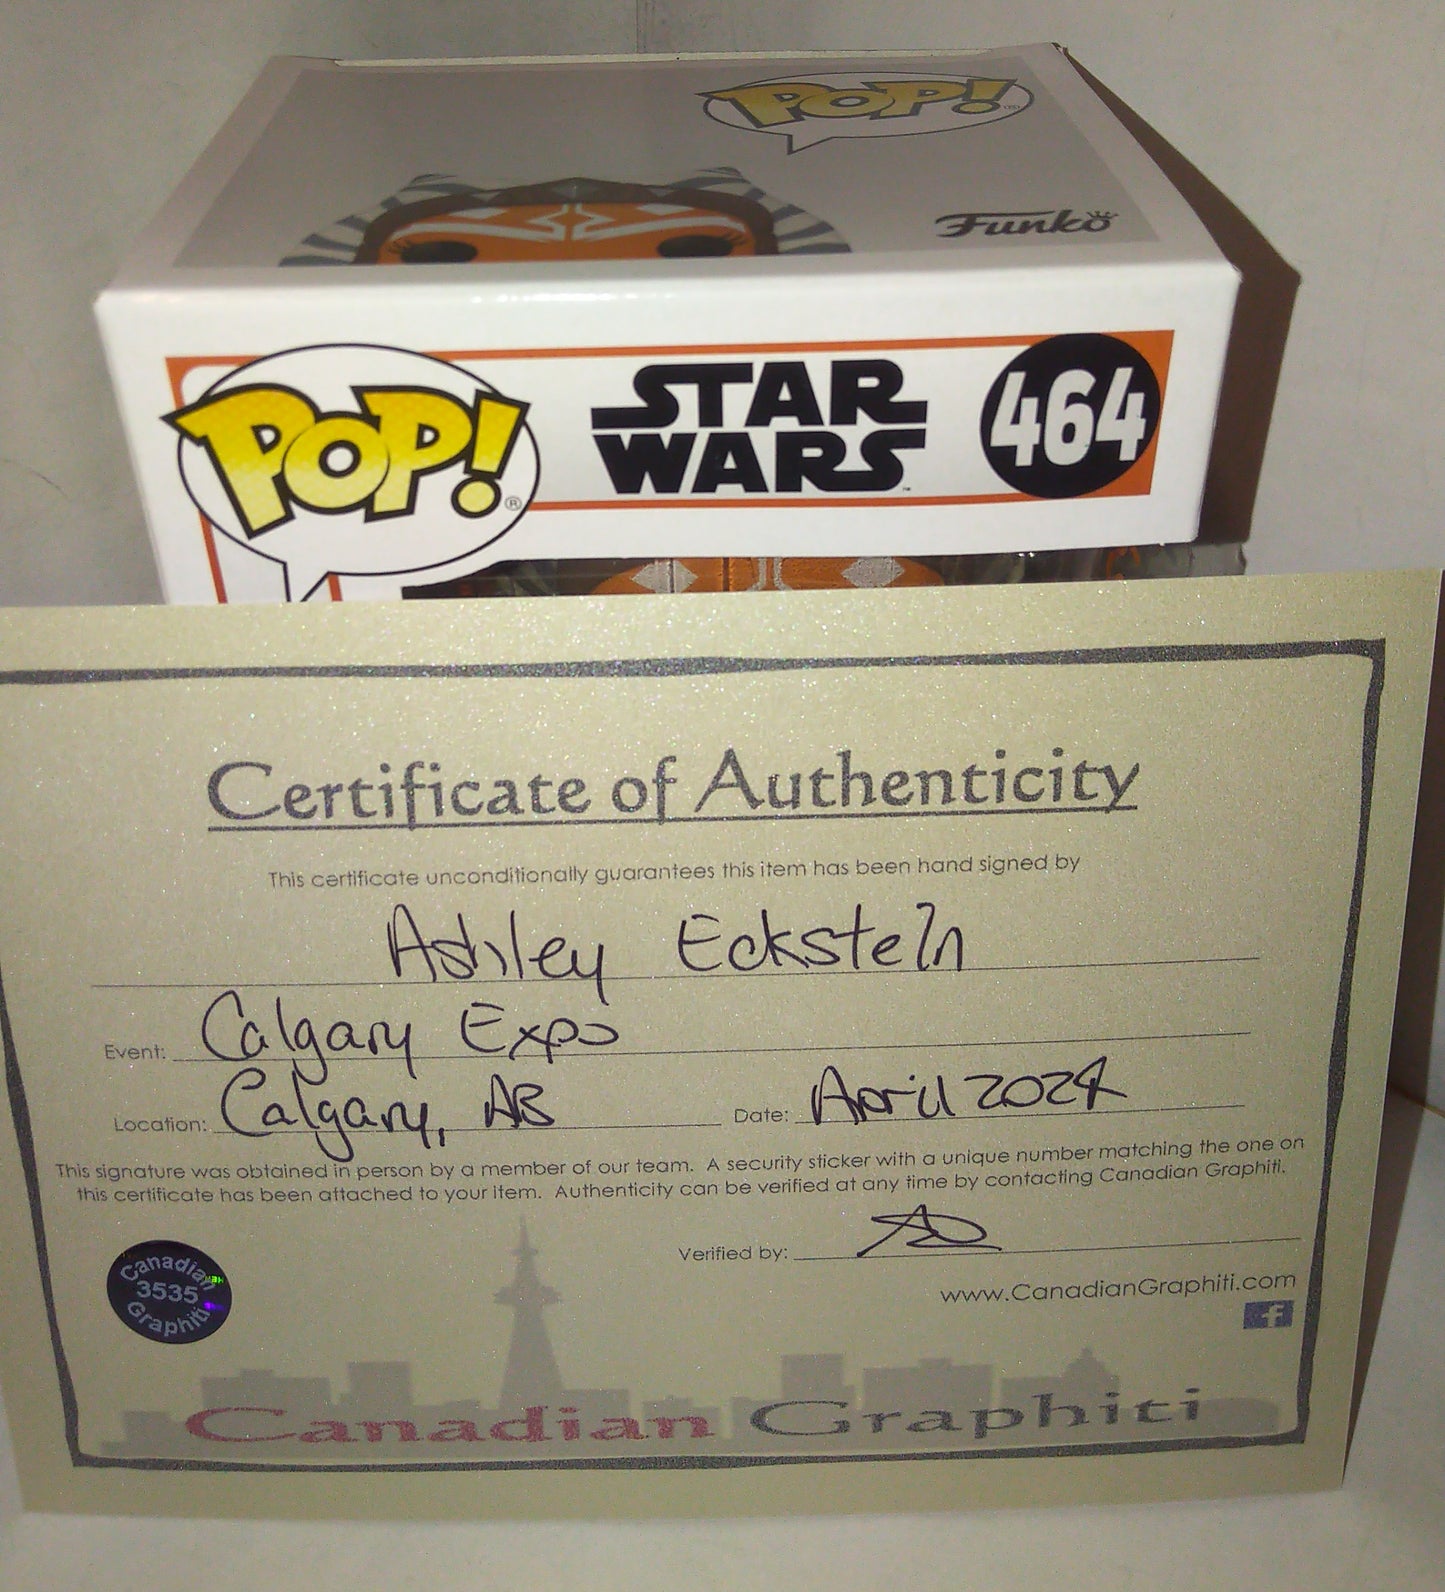 POP!
Funko
POP!®
STAR
WARS™
464
Certificate of Authenticity
This certificate unconditionally guarantees this item has been hand signed by
Ashley Eckstein
Event: Calgary Expo
Location: Calgary, AB Date: April 2024
This signature was obtained in person by a member of our team. A security sticker with a unique number matching the one on
this certificate has been attached to your item. Authenticity can be verified at any time by contacting Canadian Graphiti.
Verified by:
www.CanadianGraphiti.com
f
Canadian
3535
Graphiti
Canadian Graphiti